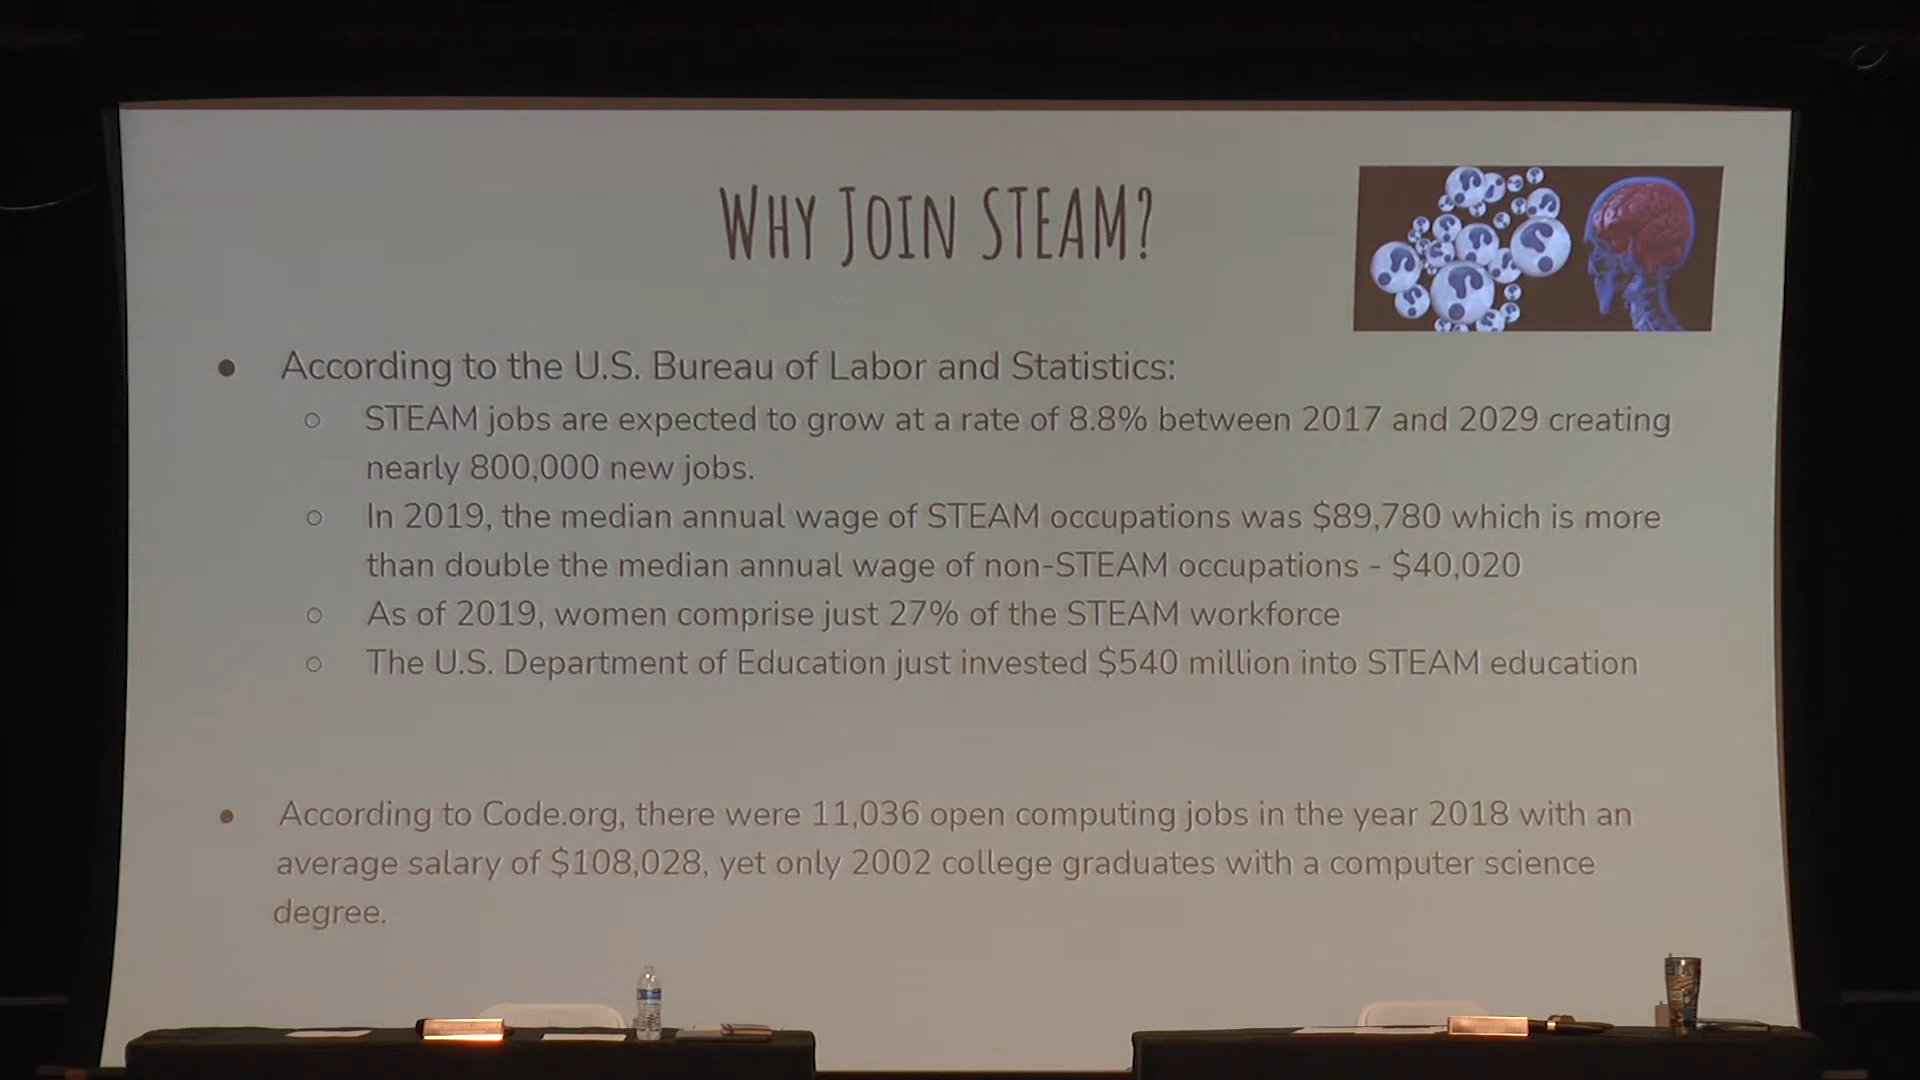 WHY JOIN STEAM?
● According to the U.S. Bureau of Labor and Statistics:
○ STEAM jobs are expected to grow at a rate of 8.8% between 2017 and 2029 creating
nearly 800,000 new jobs.
○ In 2019, the median annual wage of STEAM occupations was $89,780 which is more
than double the median annual wage of non-STEAM occupations - $40,020
○ As of 2019, women comprise just 27% of the STEAM workforce
○ The U.S. Department of Education just invested $540 million into STEAM education
● According to Code.org, there were 11,036 open computing jobs in the year 2018 with an
average salary of $108,028, yet only 2002 college graduates with a computer science
degree.